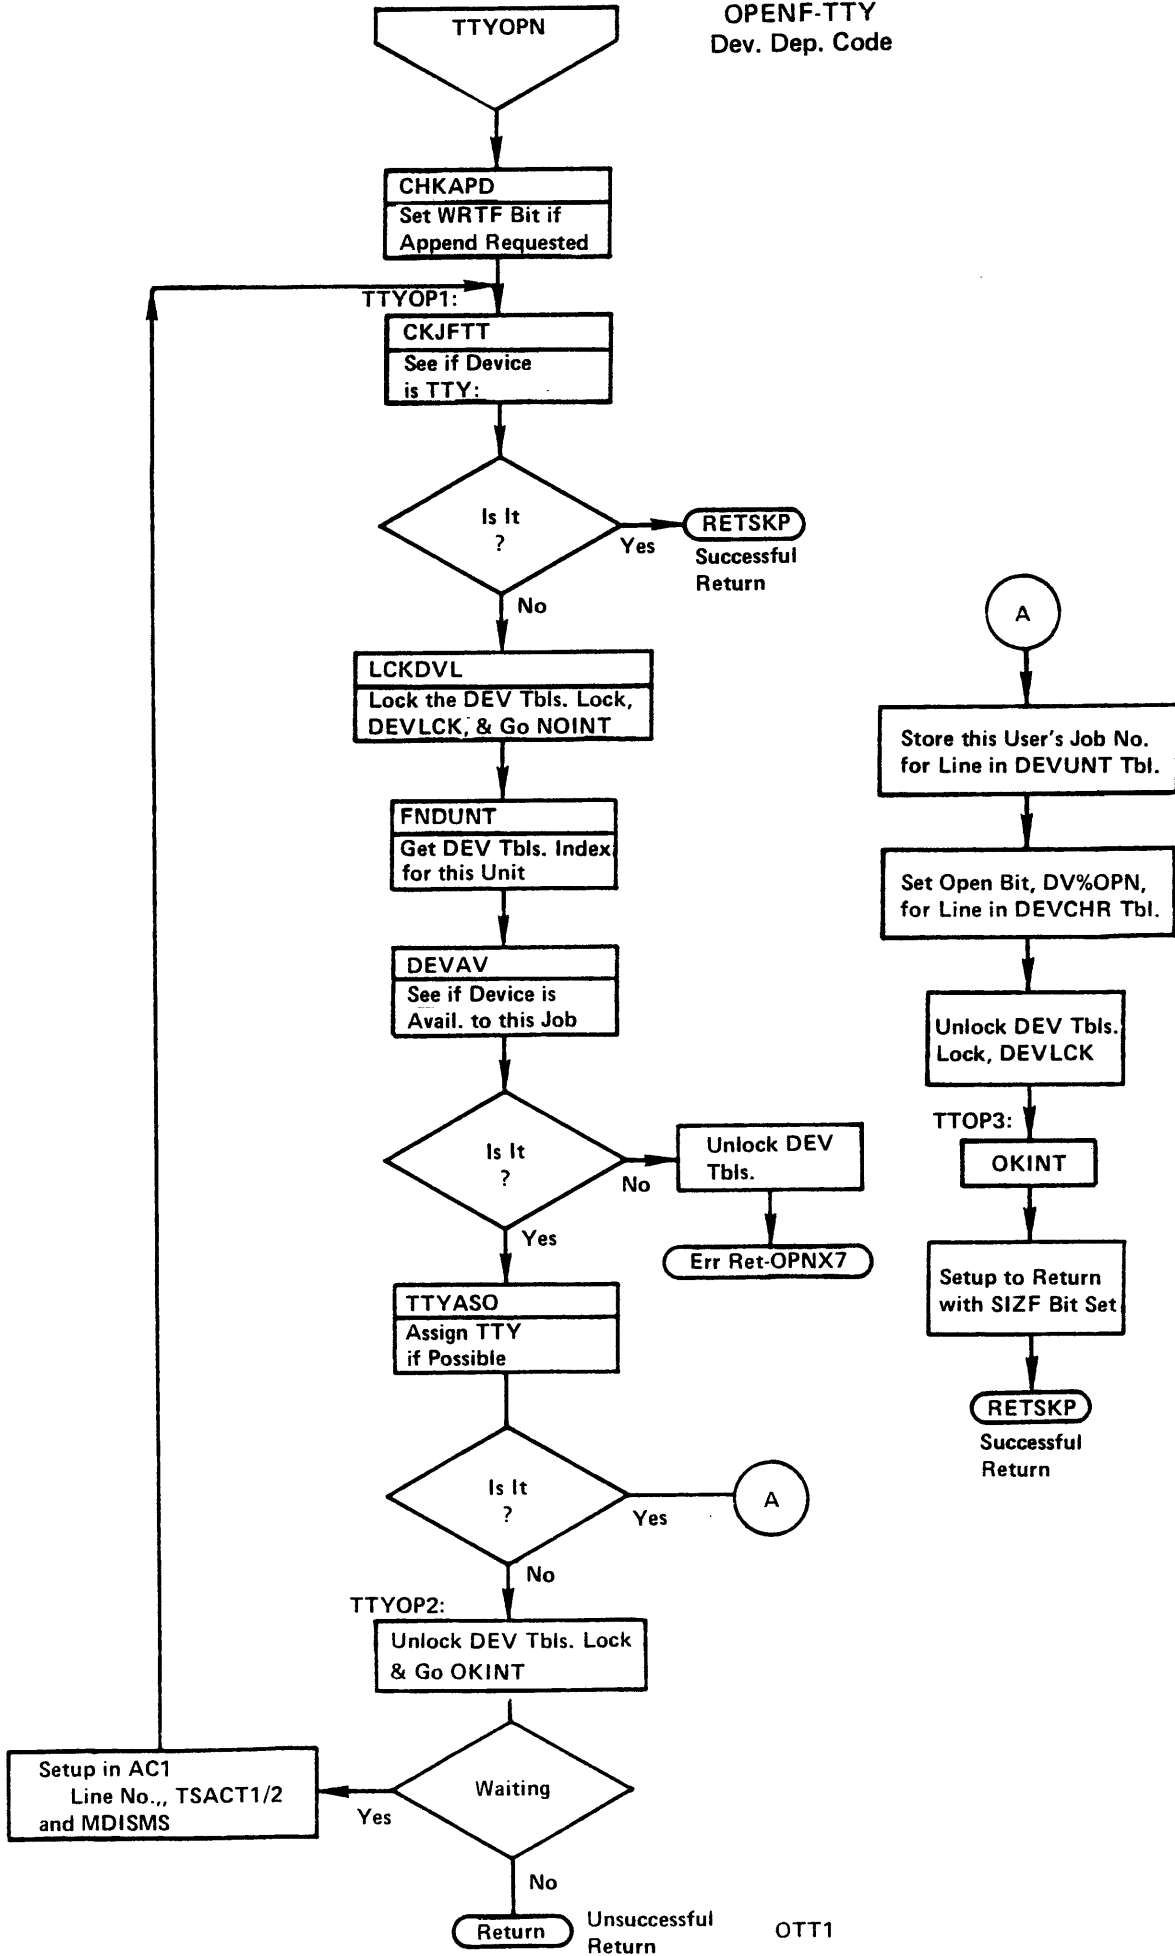 TTYOPN
OPENF-TTY
Dev. Dep. Code
CHKAPD
Set WRTF Bit if
Append Requested
TTYOP1:
CKJFTT
See if Device
is TTY:
Is It
?
Yes
RETSKP
Successful
Return
No
LCKDVL
Lock the DEV Tbls. Lock,
DEVLCK, & Go NOINT
FNDUNT
Get DEV Tbls. Index
for this Unit
DEVAV
See if Device is
Avail. to this Job
Is It
?
No
Unlock DEV
Tbls.
Err Ret-OPNX7
Yes
TTYASO
Assign TTY
if Possible
Is It
?
Yes
A
No
TTYOP2:
Unlock DEV Tbls. Lock
& Go OKINT
Waiting
Yes
Setup in AC1
Line No.,, TSACT1/2
and MDISMS
No
Return
Unsuccessful
Return
A
Store this User's Job No.
for Line in DEVUNT Tbl.
Set Open Bit, DV%OPN,
for Line in DEVCHR Tbl.
Unlock DEV Tbls.
Lock, DEVLCK
TTOP3:
OKINT
Setup to Return
with SIZF Bit Set
RETSKP
Successful
Return
OTT1